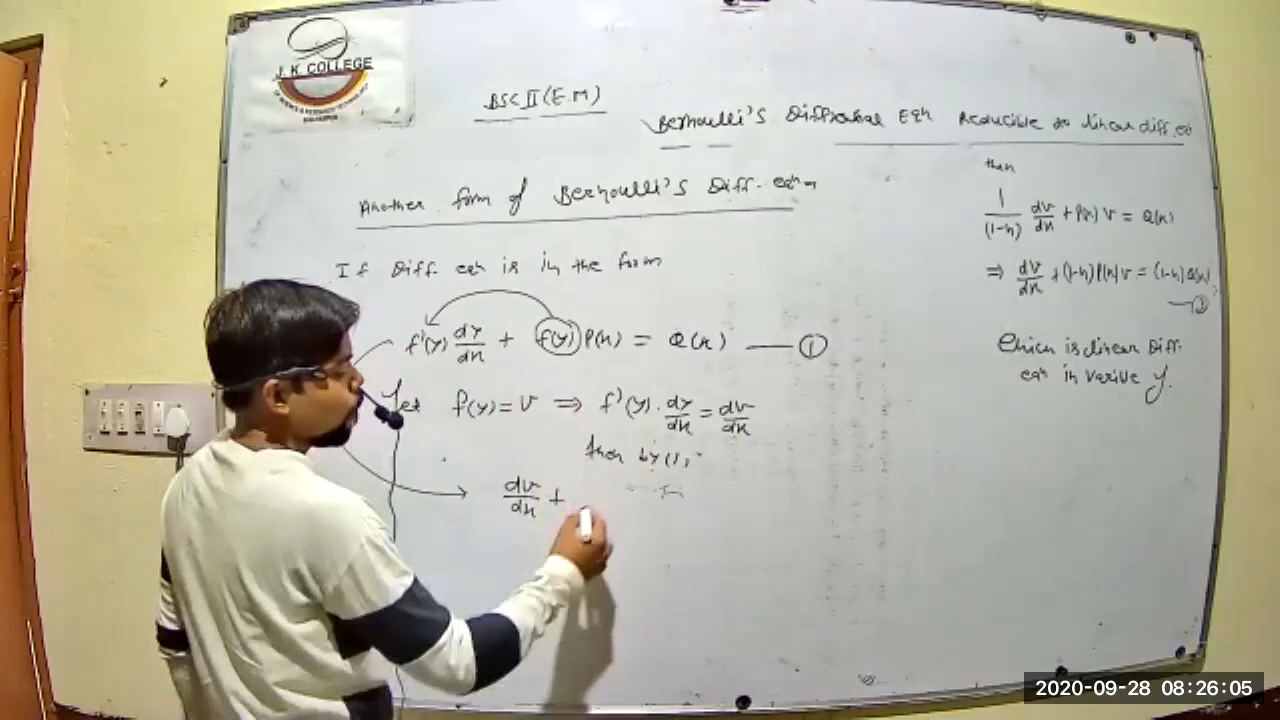 J. K. COLLEGE
BSC II (E.M)
Bernoulli's Diffrential Eqn Reducible to linear diff. eq
Another form of Bernoulli's Diff. eqn
If Diff eqn is in the form
f'(y) dy/dx + f(y) P(x) = Q(x) — ①
Let f(y) = v ⇒ f'(y) . dy/dx = dv/dx
then by (1)
dv/dx +
then
1/(1-n) dv/dx + P(x) v = Q(x)
⇒ dv/dx + (1-n) P(x) v = (1-n) Q(x)
— ③
Which is linear Diff.
eqn in varible y.
2020-09-28 08:26:05